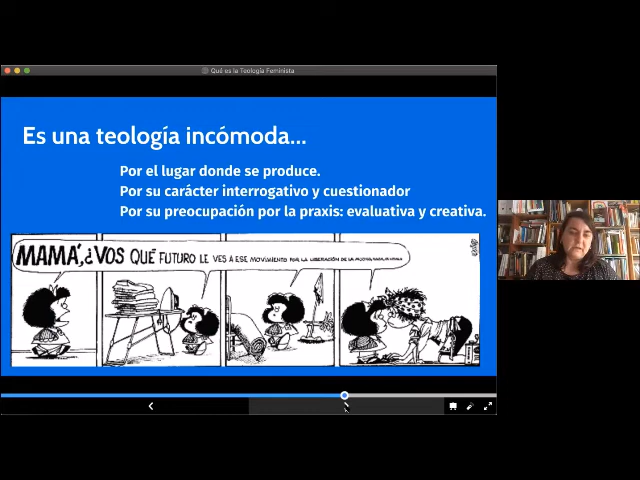 Qué es la Teología Feminista
Es una teología incómoda...
Por el lugar donde se produce.
Por su carácter interrogativo y cuestionador
Por su preocupación por la praxis: evaluativa y creativa.
MAMÁ, ¿VOS QUÉ FUTURO LE VES A ESE MOVIMIENTO POR LA LIBERACIÓN DE LA